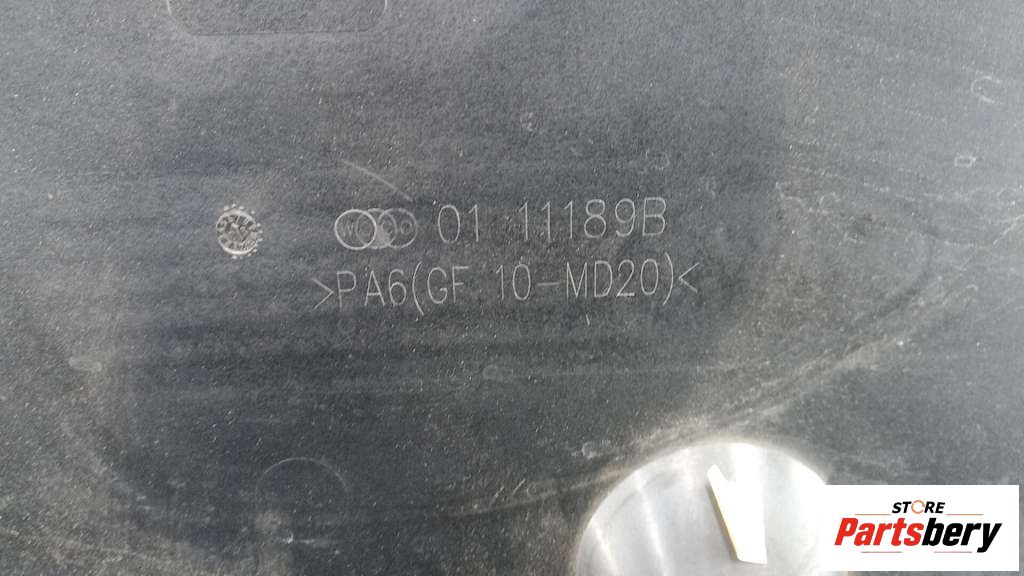 01 11189B
>PA6(GF 10-MD20)<
STORE
Partsbery